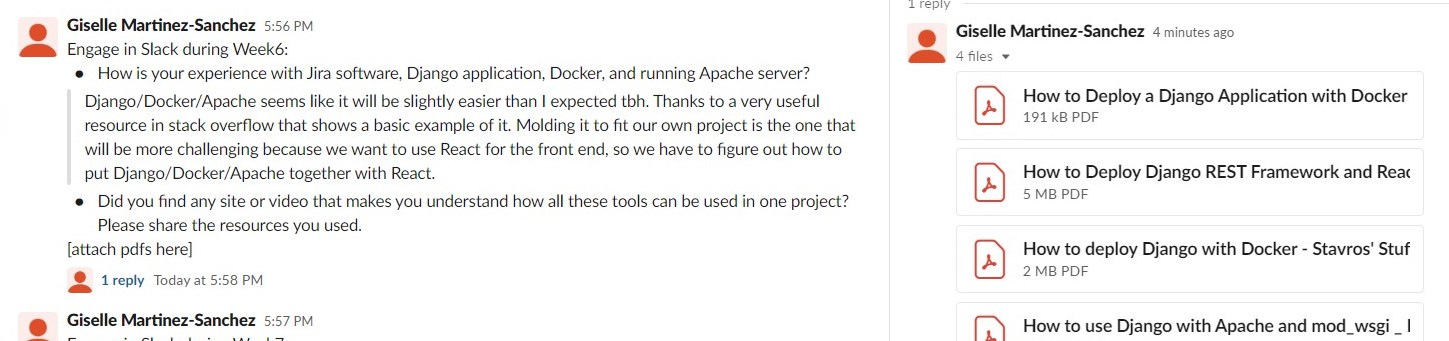 Giselle Martinez-Sanchez 5:56 PM
Engage in Slack during Week6:
● How is your experience with Jira software, Django application, Docker, and running Apache server?
Django/Docker/Apache seems like it will be slightly easier than I expected tbh. Thanks to a very useful
resource in stack overflow that shows a basic example of it. Molding it to fit our own project is the one that
will be more challenging because we want to use React for the front end, so we have to figure out how to
put Django/Docker/Apache together with React.
● Did you find any site or video that makes you understand how all these tools can be used in one project?
Please share the resources you used.
[attach pdfs here]
1 reply Today at 5:58 PM
Giselle Martinez-Sanchez 5:57 PM
1 reply
Giselle Martinez-Sanchez 4 minutes ago
4 files
How to Deploy a Django Application with Docker
191 kB PDF
How to Deploy Django REST Framework and Reac
5 MB PDF
How to deploy Django with Docker - Stavros' Stuf
2 MB PDF
How to use Django with Apache and mod_wsgi _